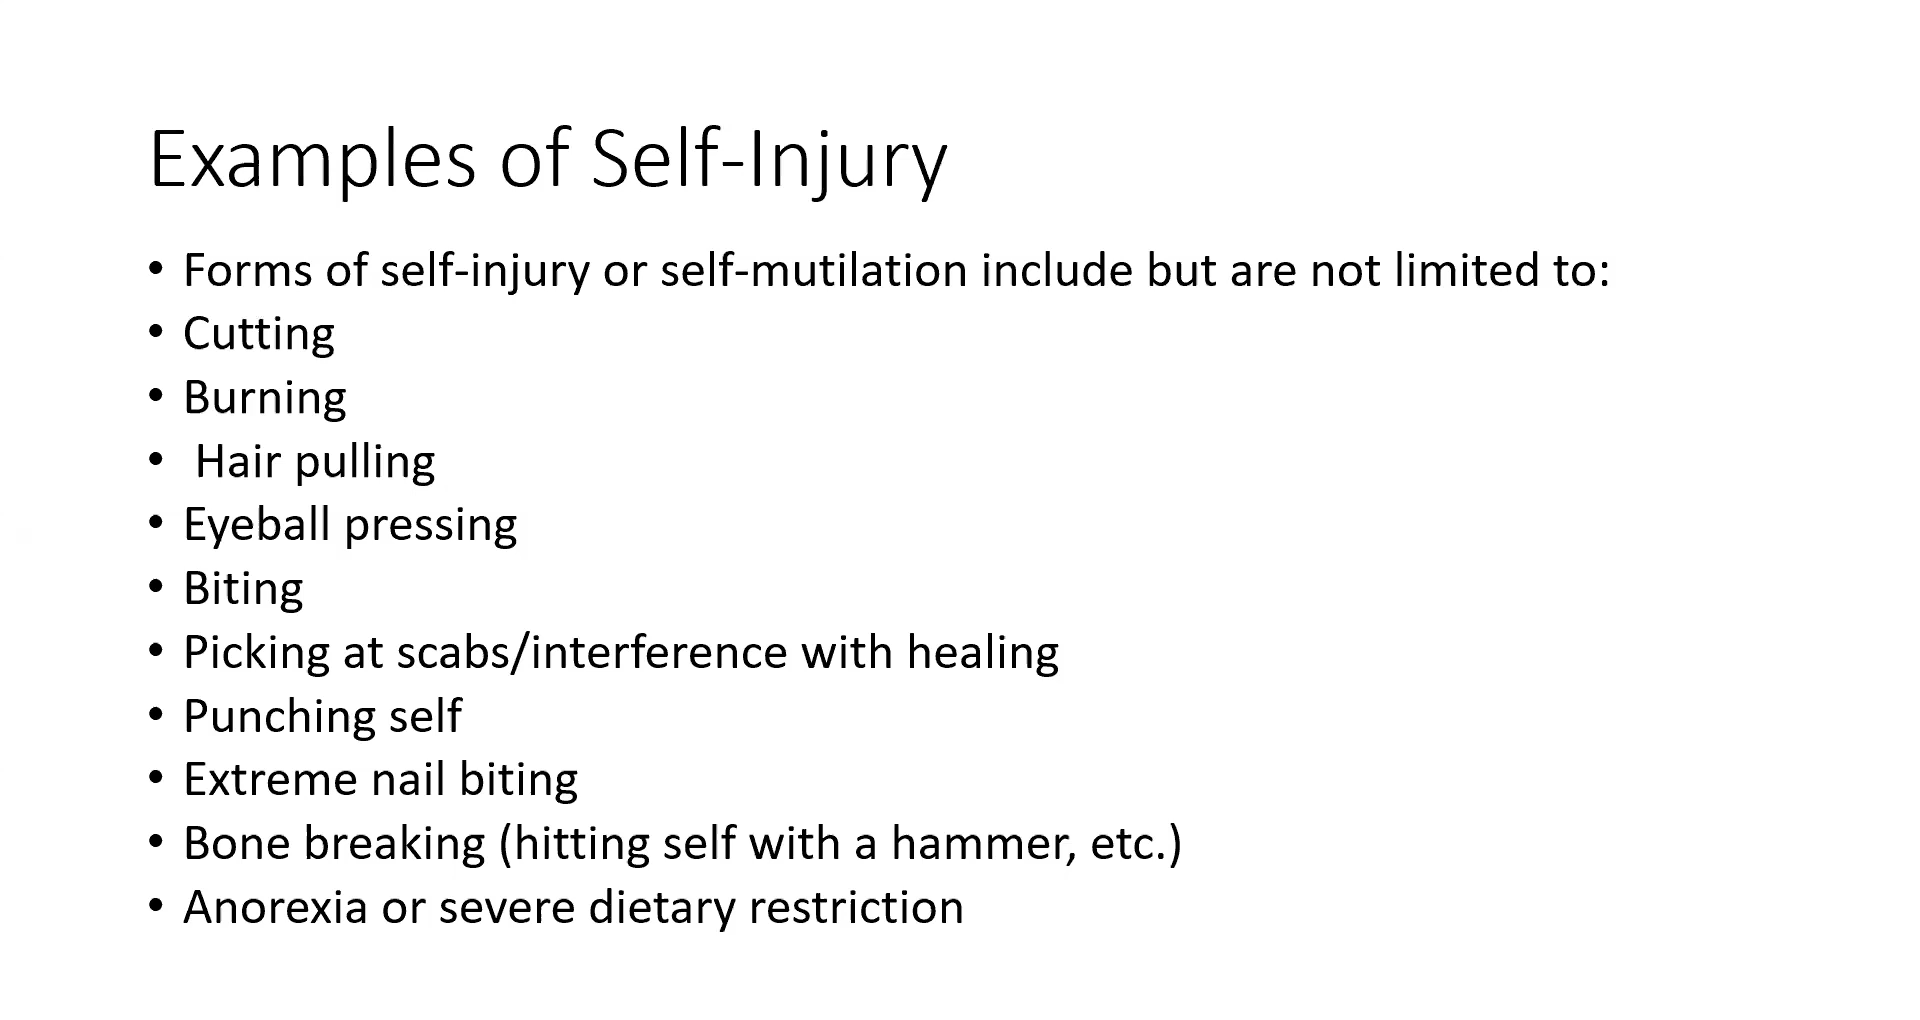 Examples of Self-Injury
• Forms of self-injury or self-mutilation include but are not limited to:
• Cutting
• Burning
• Hair pulling
• Eyeball pressing
• Biting
• Picking at scabs/interference with healing
• Punching self
• Extreme nail biting
• Bone breaking (hitting self with a hammer, etc.)
• Anorexia or severe dietary restriction